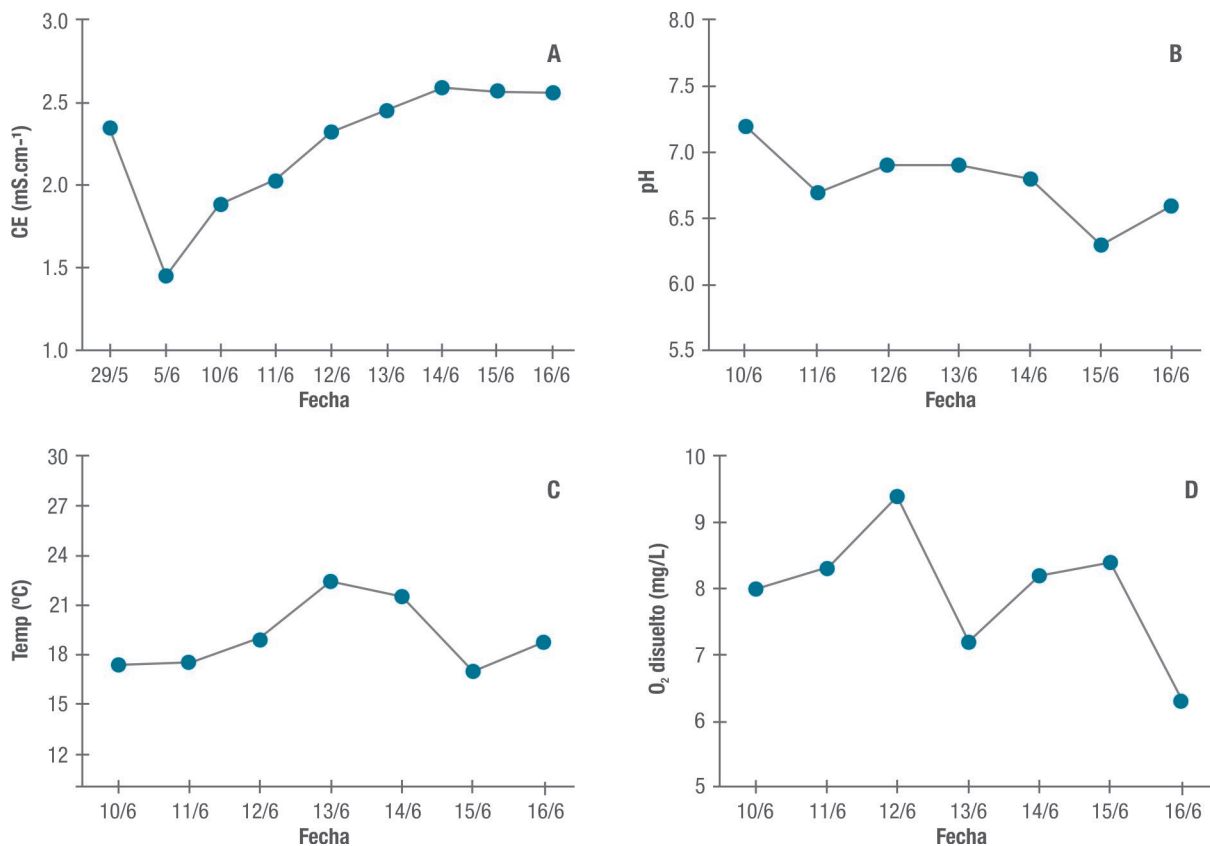 A
CE (mS.cm-¹)
3.0
2.5
2.0
1.5
1.0
29/5 5/6 10/6 11/6 12/6 13/6 14/6 15/6 16/6
Fecha
B
pH
8.0
7.5
7.0
6.5
6.0
5.5
10/6 11/6 12/6 13/6 14/6 15/6 16/6
Fecha
C
Temp (ºC)
30
27
24
21
18
15
12
10/6 11/6 12/6 13/6 14/6 15/6 16/6
Fecha
D
O₂ disuelto (mg/L)
10
9
8
7
6
5
10/6 11/6 12/6 13/6 14/6 15/6 16/6
Fecha